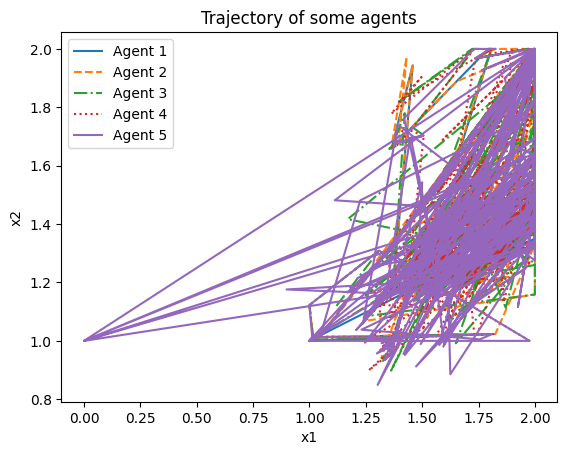 Trajectory of some agents
Agent 1
Agent 2
Agent 3
Agent 4
Agent 5
x2
2.0
1.8
1.6
1.4
1.2
1.0
0.8
0.00 0.25 0.50 0.75 1.00 1.25 1.50 1.75 2.00
x1